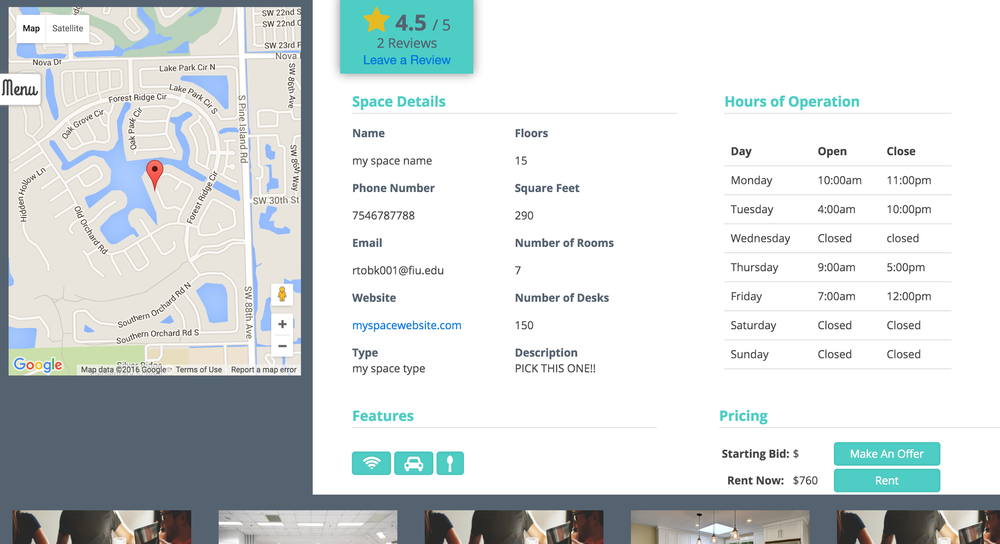 Map Satellite
SW 22nd S
SW 22nd C
SW 23rd P
Nova
Nova Dr
Lake Park Cir N
SW 86th Ave
Menu
Lake Park Cir S
Forest Ridge Cir
S Pine Island Rd
Oak Grove Cir
Oak Park Cir
SW 86th Way
Hidden Hollow Ln
Forest Ridge Cir
SW 30th St
Old Orchard Rd
Southern Orchard Rd N
SW 88th Ave
Southern Orchard Rd S
Silver Ridge
Elementary School
Google
Map data ©2016 Google Terms of Use Report a map error
4.5 / 5
2 Reviews
Leave a Review
Space Details
Name Floors
my space name 15
Phone Number Square Feet
7546787788 290
Email Number of Rooms
rtobk001@fiu.edu 7
Website Number of Desks
myspacewebsite.com 150
Type Description
my space type PICK THIS ONE!!
Hours of Operation
Day Open Close
Monday 10:00am 11:00pm
Tuesday 4:00am 10:00pm
Wednesday Closed closed
Thursday 9:00am 5:00pm
Friday 7:00am 12:00pm
Saturday Closed Closed
Sunday Closed Closed
Features
Pricing
Starting Bid: $ Make An Offer
Rent Now: $760 Rent